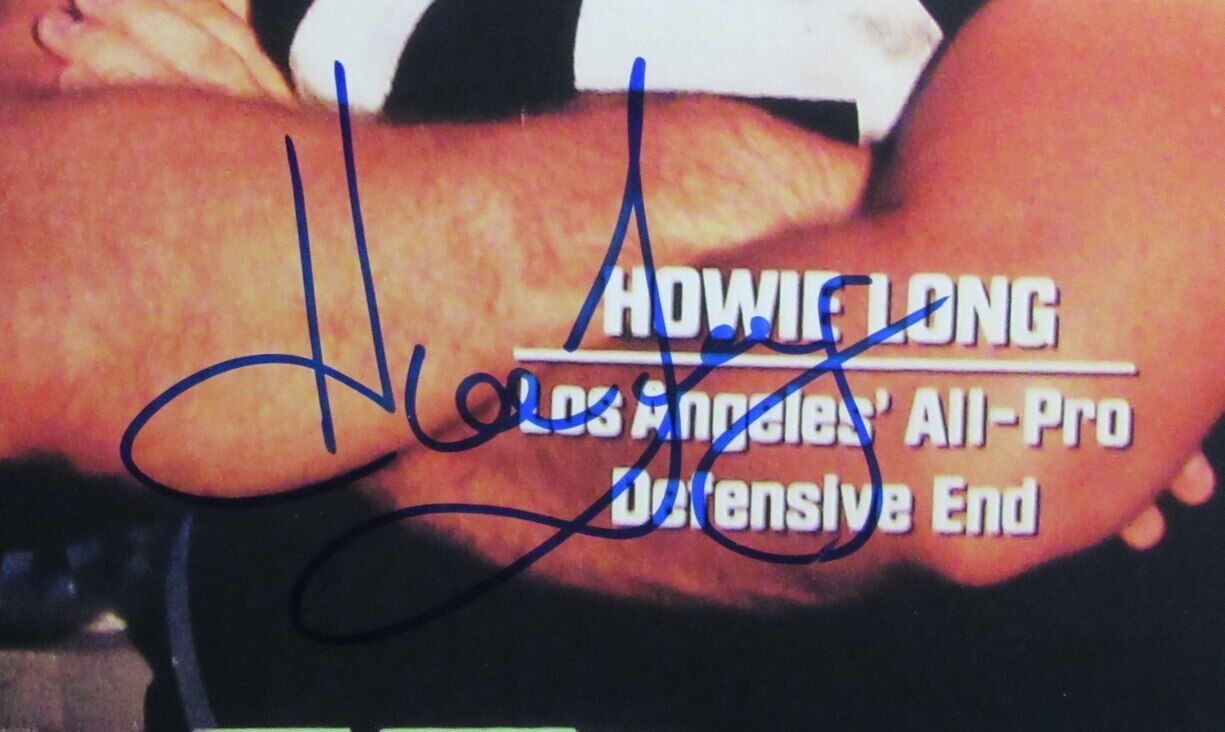 HOWIE LONG
Los Angeles' All-Pro
Defensive End